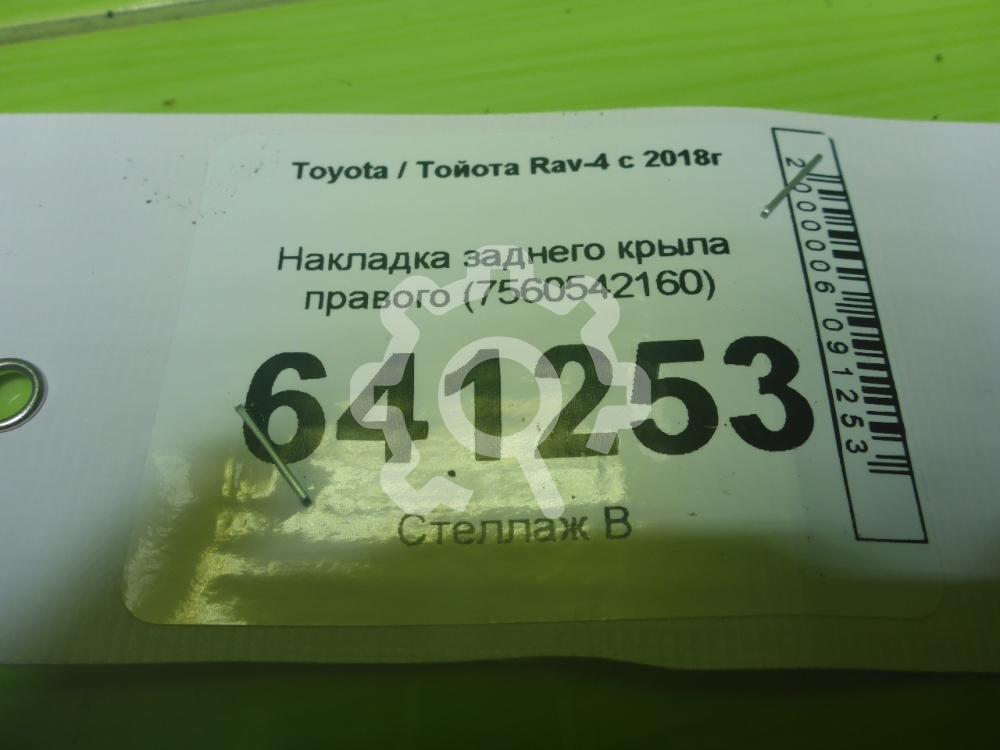 Toyota / Тойота Rav-4 с 2018г
Накладка заднего крыла
правого (7560542160)
641253
Стеллаж В
2000006091253